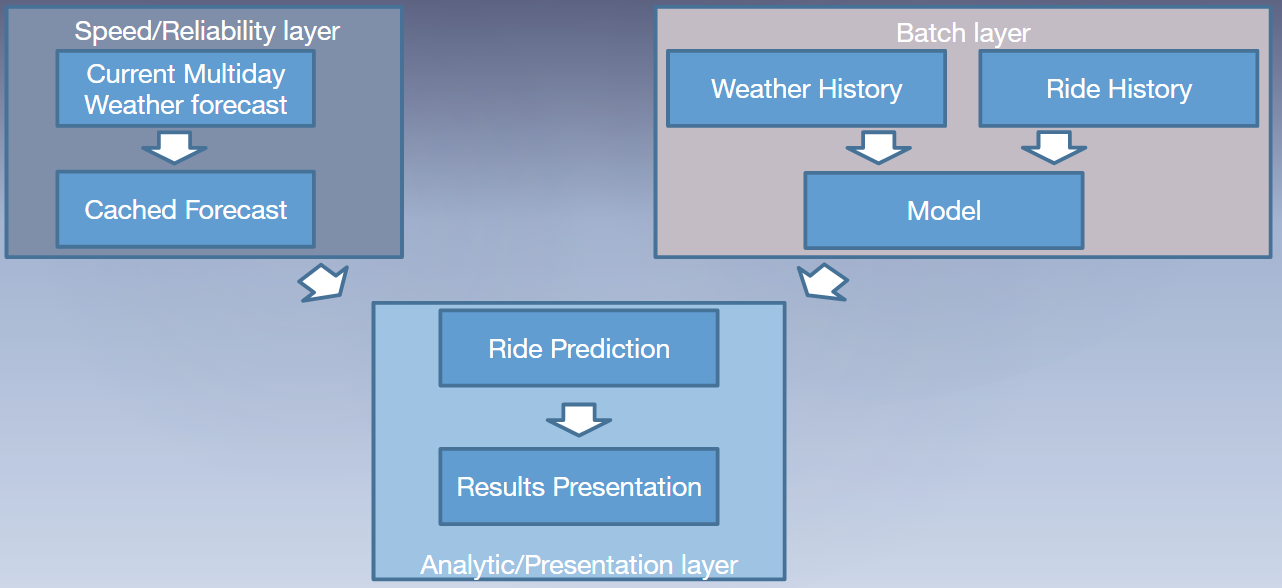 Speed/Reliability layer
Current Multiday
Weather forecast
Cached Forecast
Batch layer
Weather History
Ride History
Model
Ride Prediction
Results Presentation
Analytic/Presentation layer